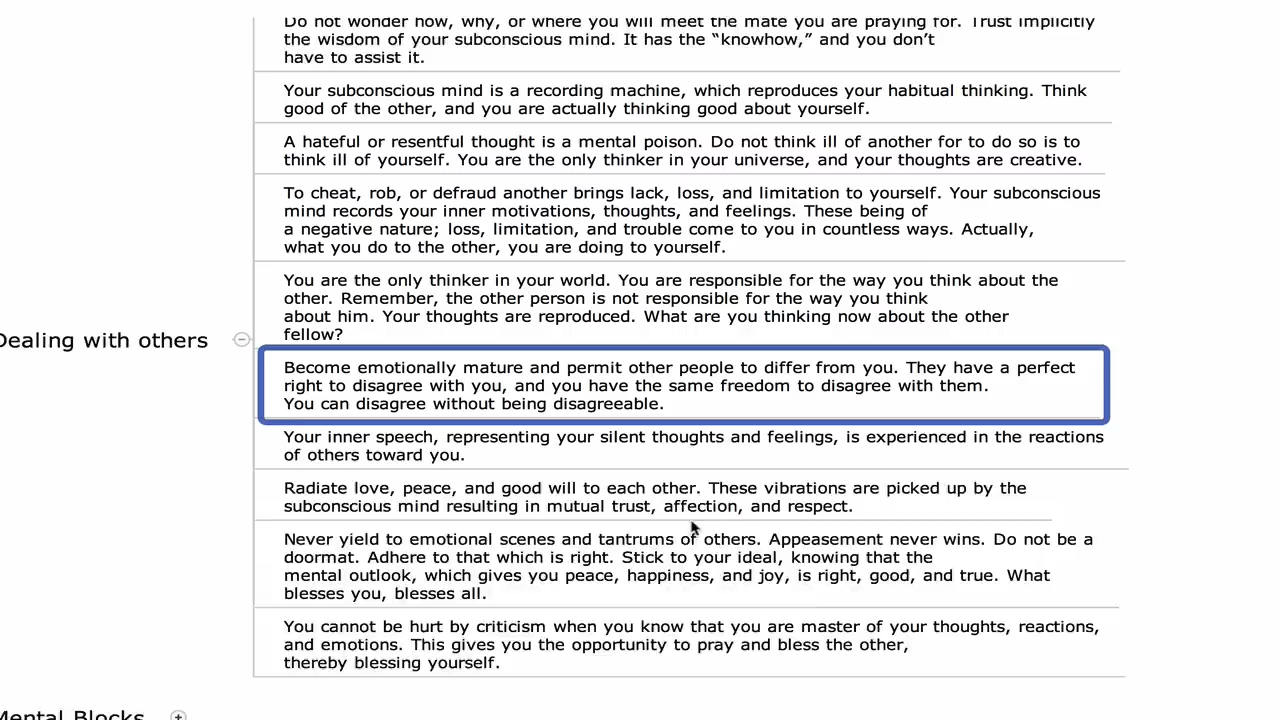 Do not wonder how, why, or where you will meet the mate you are praying for. Trust implicitly
the wisdom of your subconscious mind. It has the “knowhow,” and you don’t
have to assist it.
Your subconscious mind is a recording machine, which reproduces your habitual thinking. Think
good of the other, and you are actually thinking good about yourself.
A hateful or resentful thought is a mental poison. Do not think ill of another for to do so is to
think ill of yourself. You are the only thinker in your universe, and your thoughts are creative.
To cheat, rob, or defraud another brings lack, loss, and limitation to yourself. Your subconscious
mind records your inner motivations, thoughts, and feelings. These being of
a negative nature; loss, limitation, and trouble come to you in countless ways. Actually,
what you do to the other, you are doing to yourself.
You are the only thinker in your world. You are responsible for the way you think about the
other. Remember, the other person is not responsible for the way you think
about him. Your thoughts are reproduced. What are you thinking now about the other
fellow?
Dealing with others
Become emotionally mature and permit other people to differ from you. They have a perfect
right to disagree with you, and you have the same freedom to disagree with them.
You can disagree without being disagreeable.
Your inner speech, representing your silent thoughts and feelings, is experienced in the reactions
of others toward you.
Radiate love, peace, and good will to each other. These vibrations are picked up by the
subconscious mind resulting in mutual trust, affection, and respect.
Never yield to emotional scenes and tantrums of others. Appeasement never wins. Do not be a
doormat. Adhere to that which is right. Stick to your ideal, knowing that the
mental outlook, which gives you peace, happiness, and joy, is right, good, and true. What
blesses you, blesses all.
You cannot be hurt by criticism when you know that you are master of your thoughts, reactions,
and emotions. This gives you the opportunity to pray and bless the other,
thereby blessing yourself.
Mental Blocks